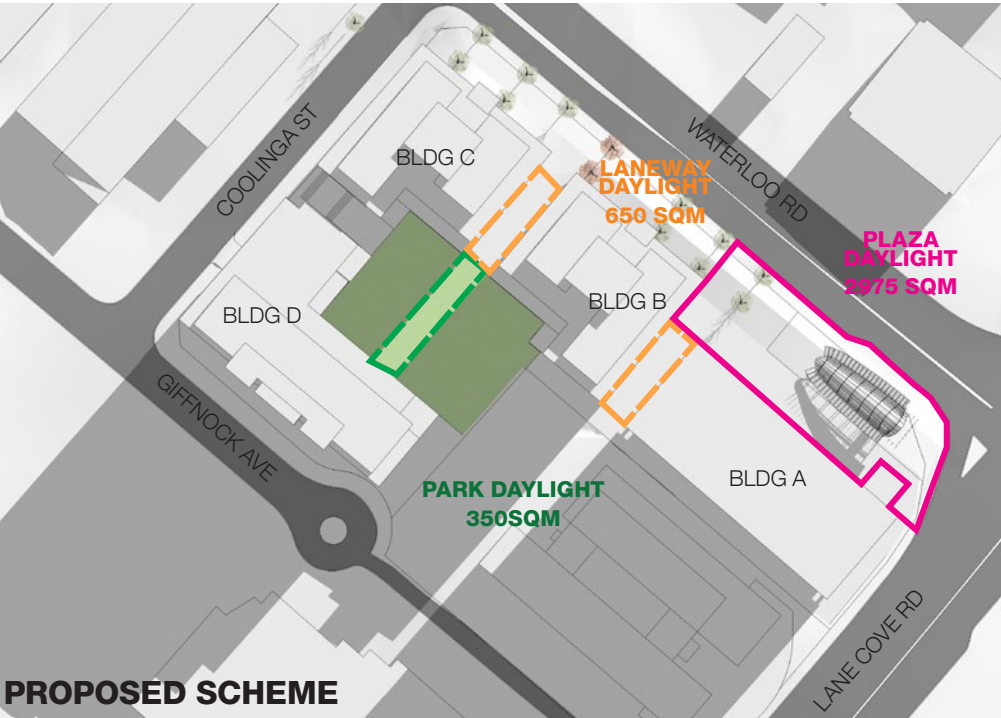 COOLINGA ST
BLDG C
WATERLOO RD
LANEWAY
DAYLIGHT
650 SQM
PLAZA
DAYLIGHT
2975 SQM
BLDG B
BLDG D
GIFFNOCK AVE
BLDG A
PARK DAYLIGHT
350SQM
LANE COVE RD
PROPOSED SCHEME